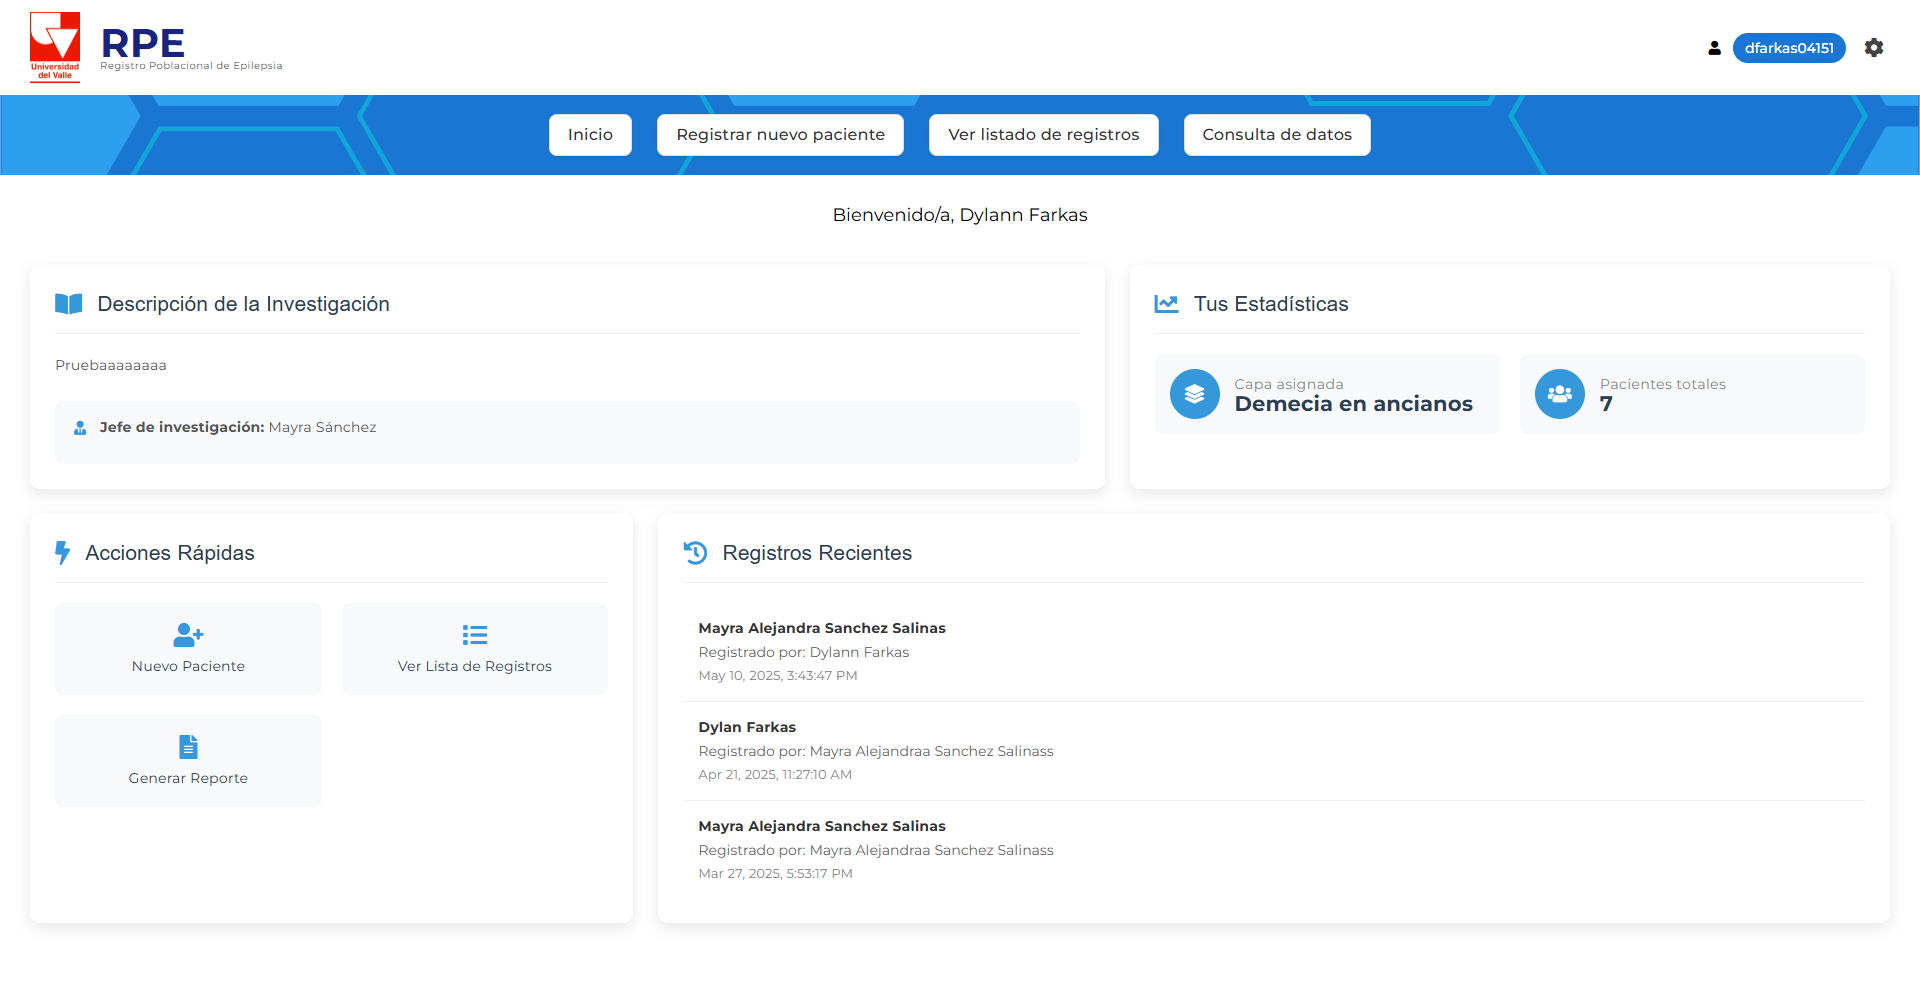 Universidad
del Valle
RPE
Registro Poblacional de Epilepsia
dfarkas04151
Inicio
Registrar nuevo paciente
Ver listado de registros
Consulta de datos
Bienvenido/a, Dylann Farkas
Descripción de la Investigación
Pruebaaaaaaaa
Jefe de investigación: Mayra Sánchez
Tus Estadísticas
Capa asignada
Demecia en ancianos
Pacientes totales
7
Acciones Rápidas
Nuevo Paciente
Ver Lista de Registros
Generar Reporte
Registros Recientes
Mayra Alejandra Sanchez Salinas
Registrado por: Dylann Farkas
May 10, 2025, 3:43:47 PM
Dylan Farkas
Registrado por: Mayra Alejandraa Sanchez Salinass
Apr 21, 2025, 11:27:10 AM
Mayra Alejandra Sanchez Salinas
Registrado por: Mayra Alejandraa Sanchez Salinass
Mar 27, 2025, 5:53:17 PM